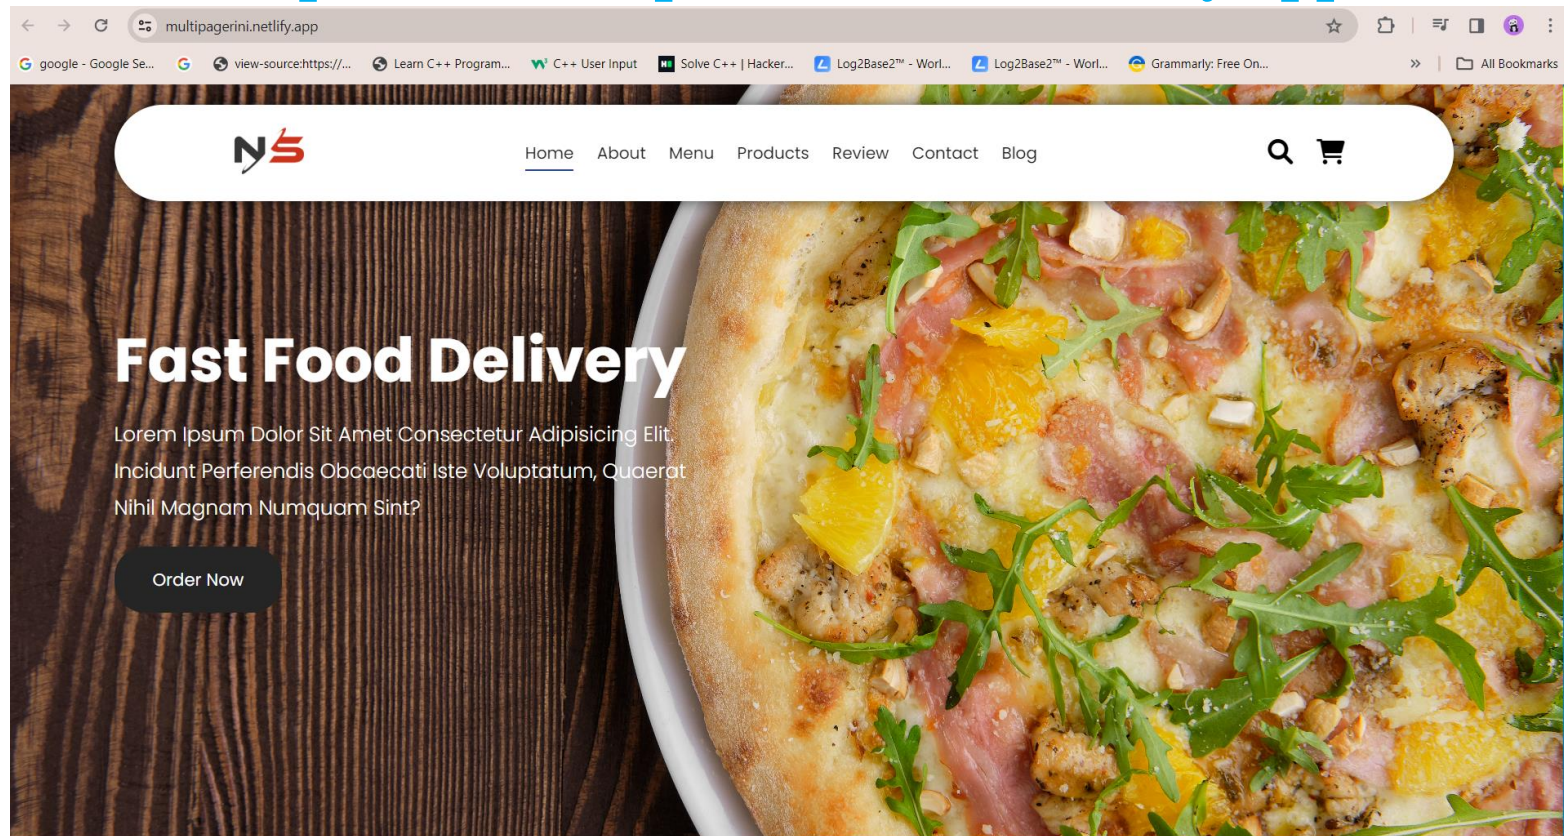 multipagerini.netlify.app
google - Google Se... view-source:https://... Learn C++ Program... C++ User Input Solve C++ | Hacker... Log2Base2™ - Worl... Log2Base2™ - Worl... Grammarly: Free On... » All Bookmarks
NS Home About Menu Products Review Contact Blog
Fast Food Delivery
Lorem Ipsum Dolor Sit Amet Consectetur Adipisicing Elit.
Incidunt Perferendis Obcaecati Iste Voluptatum, Quaerat
Nihil Magnam Numquam Sint?
Order Now